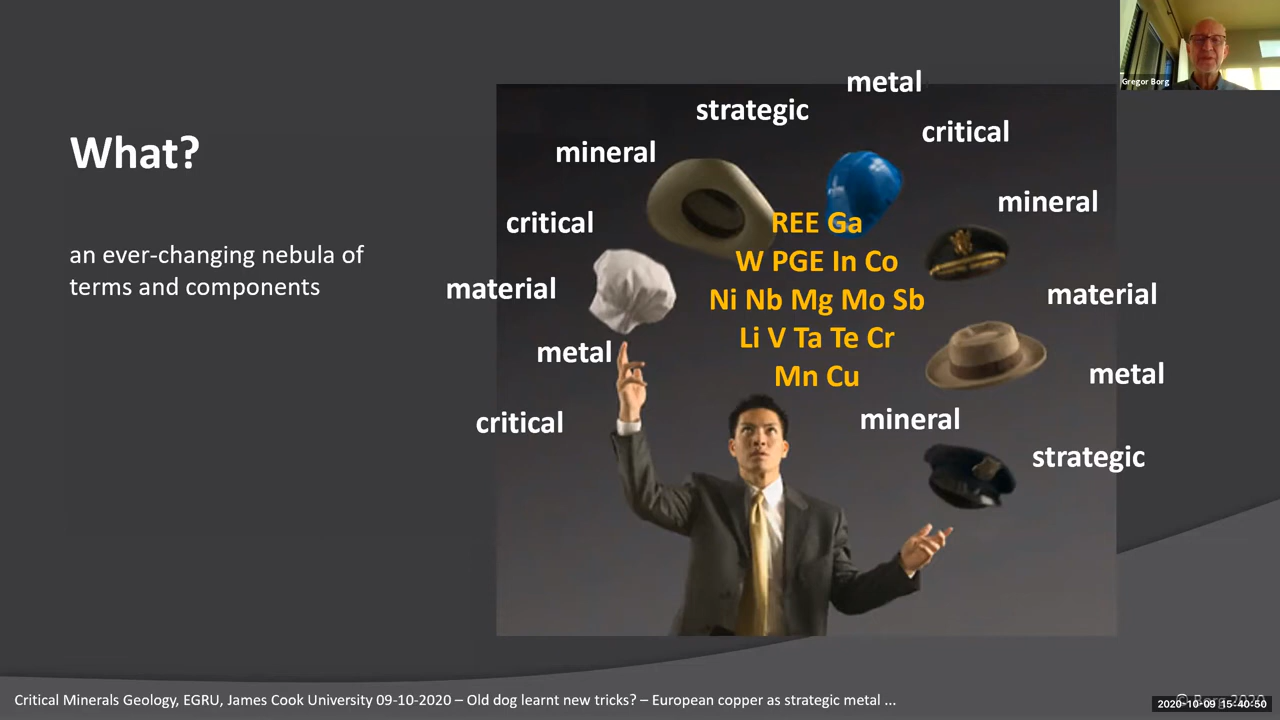 Gregor Borg
What?
an ever-changing nebula of
terms and components
metal
strategic
critical
mineral
mineral
critical
material
material
metal
metal
critical
mineral
strategic
REE Ga
W PGE In Co
Ni Nb Mg Mo Sb
Li V Ta Te Cr
Mn Cu
Critical Minerals Geology, EGRU, James Cook University 09-10-2020 – Old dog learnt new tricks? – European copper as strategic metal ...
© Borg 2020
2020-10-09 15:40:50